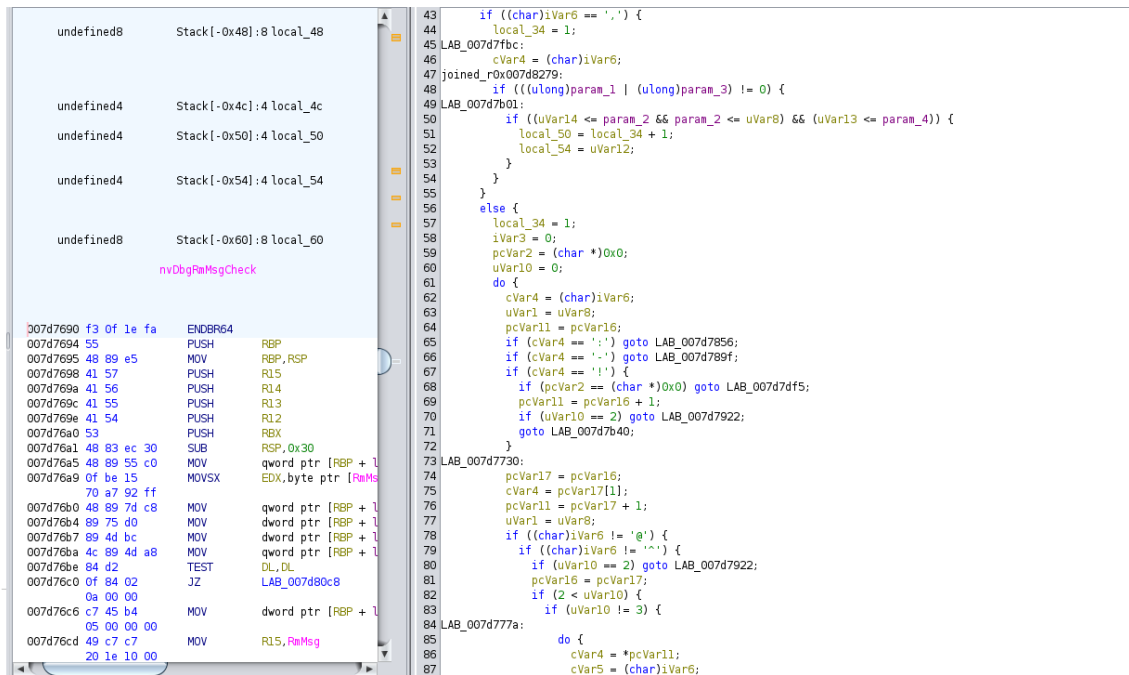 undefined8 Stack[-0x48]:8 local_48
undefined4 Stack[-0x4c]:4 local_4c
undefined4 Stack[-0x50]:4 local_50
undefined4 Stack[-0x54]:4 local_54
undefined8 Stack[-0x60]:8 local_60
nvDbgRmMsgCheck
007d7690 f3 0f 1e fa ENDBR64
007d7694 55 PUSH RBP
007d7695 48 89 e5 MOV RBP,RSP
007d7698 41 57 PUSH R15
007d769a 41 56 PUSH R14
007d769c 41 55 PUSH R13
007d769e 41 54 PUSH R12
007d76a0 53 PUSH RBX
007d76a1 48 83 ec 30 SUB RSP,0x30
007d76a5 48 89 55 c0 MOV qword ptr [RBP + l
007d76a9 0f be 15 MOVSX EDX,byte ptr [RmMs
70 a7 92 ff
007d76b0 48 89 7d c8 MOV qword ptr [RBP + l
007d76b4 89 75 d0 MOV dword ptr [RBP + l
007d76b7 89 4d bc MOV dword ptr [RBP + l
007d76ba 4c 89 4d a8 MOV qword ptr [RBP + l
007d76be 84 d2 TEST DL,DL
007d76c0 0f 84 02 JZ LAB_007d80c8
0a 00 00
007d76c6 c7 45 b4 MOV dword ptr [RBP + l
05 00 00 00
007d76cd 49 c7 c7 MOV R15,RmMsg
20 1e 10 00
43 if ((char)iVar6 == ',') {
44 local_34 = 1;
45 LAB_007d7fbc:
46 cVar4 = (char)iVar6;
47 joined_r0x007d8279:
48 if (((ulong)param_1 | (ulong)param_3) != 0) {
49 LAB_007d7b01:
50 if ((uVar14 <= param_2 && param_2 <= uVar8) && (uVar13 <= param_4)) {
51 local_50 = local_34 + 1;
52 local_54 = uVar12;
53 }
54 }
55 }
56 else {
57 local_34 = 1;
58 iVar3 = 0;
59 pcVar2 = (char *)0x0;
60 uVar10 = 0;
61 do {
62 cVar4 = (char)iVar6;
63 uVar1 = uVar8;
64 pcVar11 = pcVar16;
65 if (cVar4 == ':') goto LAB_007d7856;
66 if (cVar4 == '-') goto LAB_007d789f;
67 if (cVar4 == '!') {
68 if (pcVar2 == (char *)0x0) goto LAB_007d7df5;
69 pcVar11 = pcVar16 + 1;
70 if (uVar10 == 2) goto LAB_007d7922;
71 goto LAB_007d7b40;
72 }
73 LAB_007d7730:
74 pcVar17 = pcVar16;
75 cVar4 = pcVar17[1];
76 pcVar11 = pcVar17 + 1;
77 uVar1 = uVar8;
78 if ((char)iVar6 != '@') {
79 if ((char)iVar6 != '^') {
80 if (uVar10 == 2) goto LAB_007d7922;
81 pcVar16 = pcVar17;
82 if (2 < uVar10) {
83 if (uVar10 != 3) {
84 LAB_007d777a:
85 do {
86 cVar4 = *pcVar11;
87 cVar5 = (char)iVar6;